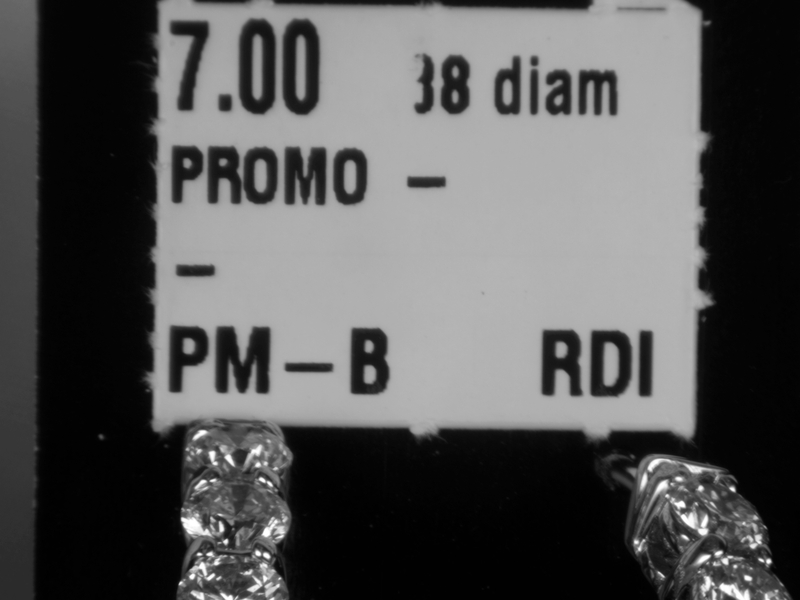 7.00 38 diam
PROMO -
-
PM-B RDI